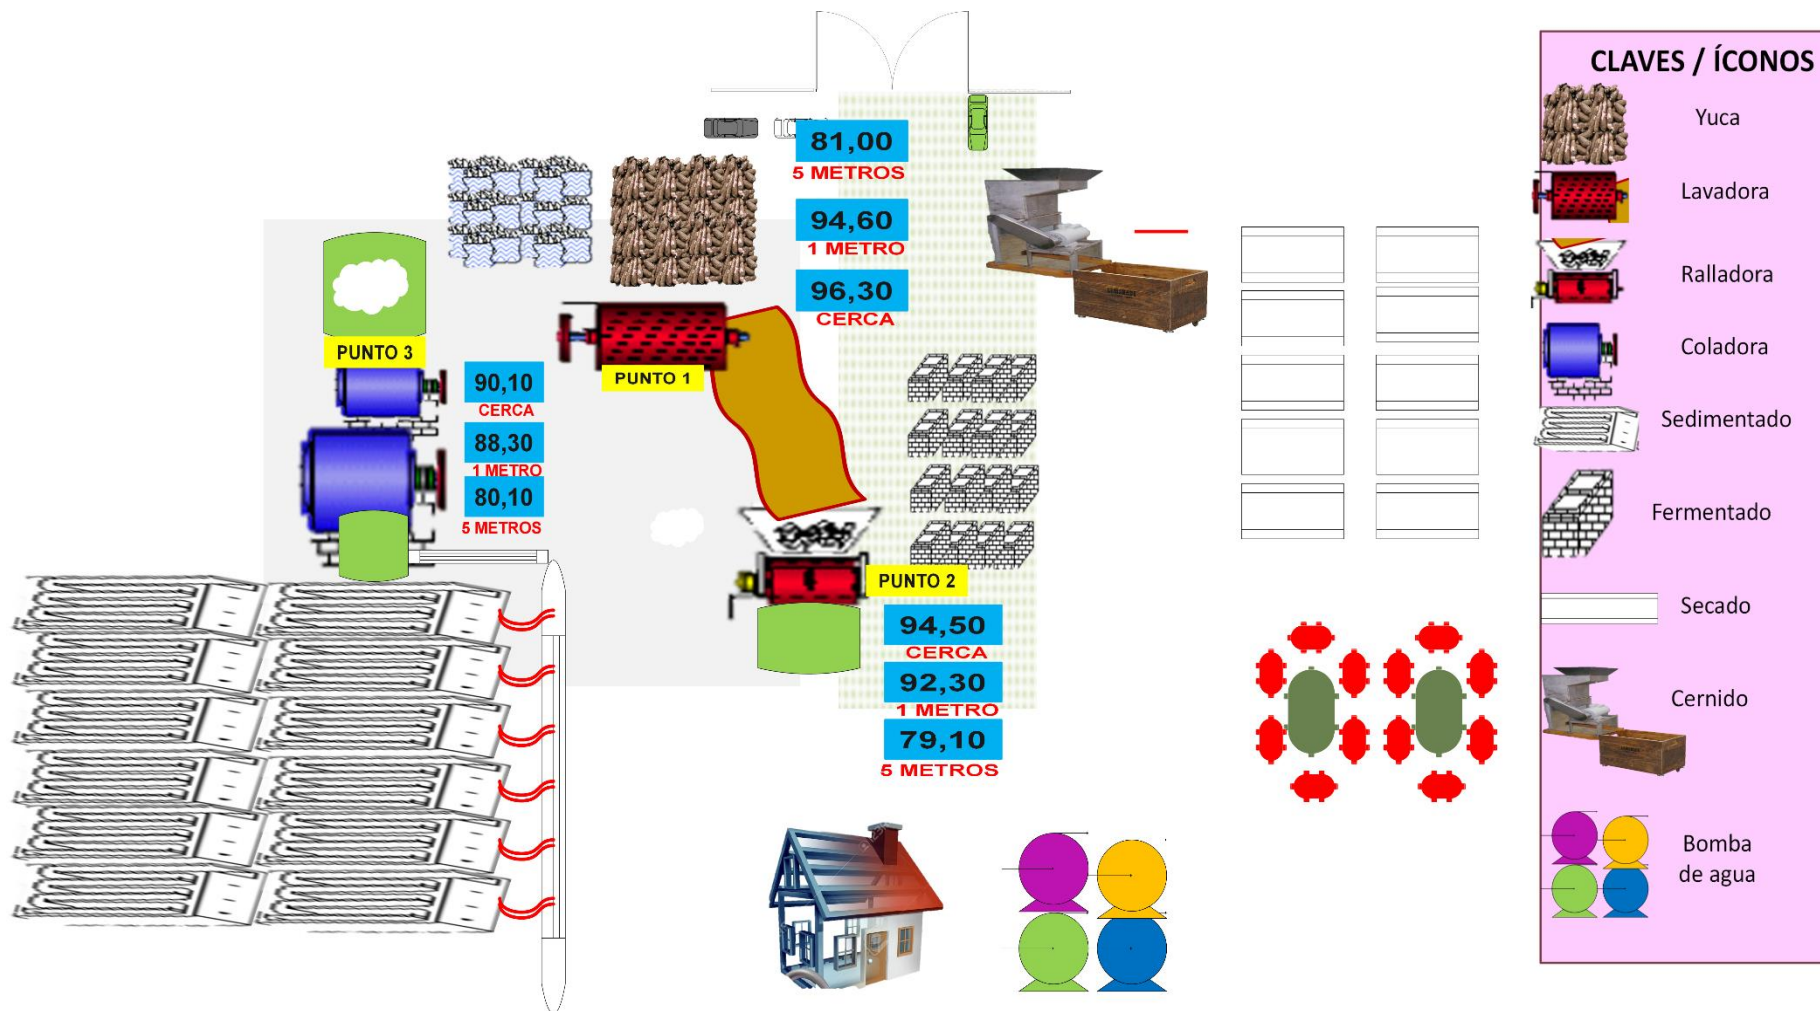 81,00
5 METROS
94,60
1 METRO
96,30
CERCA
PUNTO 1
PUNTO 3
90,10
CERCA
88,30
1 METRO
80,10
5 METROS
PUNTO 2
94,50
CERCA
92,30
1 METRO
79,10
5 METROS
CLAVES / ÍCONOS
Yuca
Lavadora
Ralladora
Coladora
Sedimentado
Fermentado
Secado
Cernido
Bomba
de agua